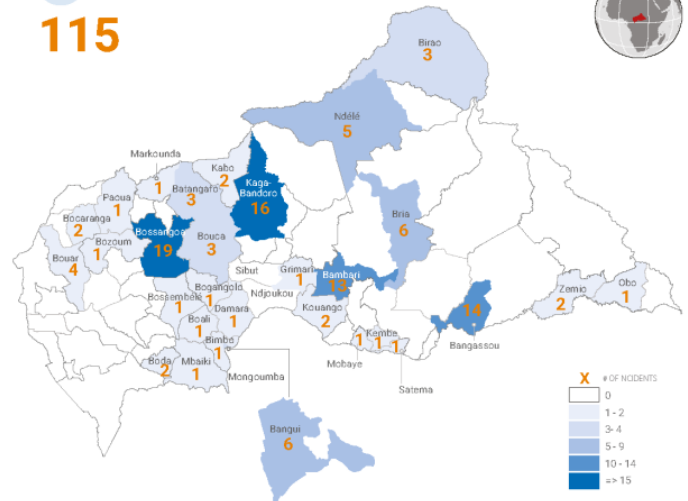 115
Birao
3
Ndélé
5
Markounda
1
Kabo
2
Kaga-
Bandoro
16
Batangafo
3
Paoua
1
Bocaranga
2
Bozoum
1
Bossangoa
19
Bouca
3
Bria
6
Bouar
4
Sibut
Grimari
1
Bambari
13
Ndjoukou
Bogangolo
1
Bossembélé
1
Damara
1
Boali
1
Kouango
2
Bimbo
1
Boda
2
Mbaiki
1
Mongoumba
Kembe
1
1
1
Mobaye
Satema
14
Bangassou
Zemio
2
Obo
1
Bangui
6
X # OF NCIDENTS
0
1 - 2
3- 4
5 - 9
10 - 14
=> 15